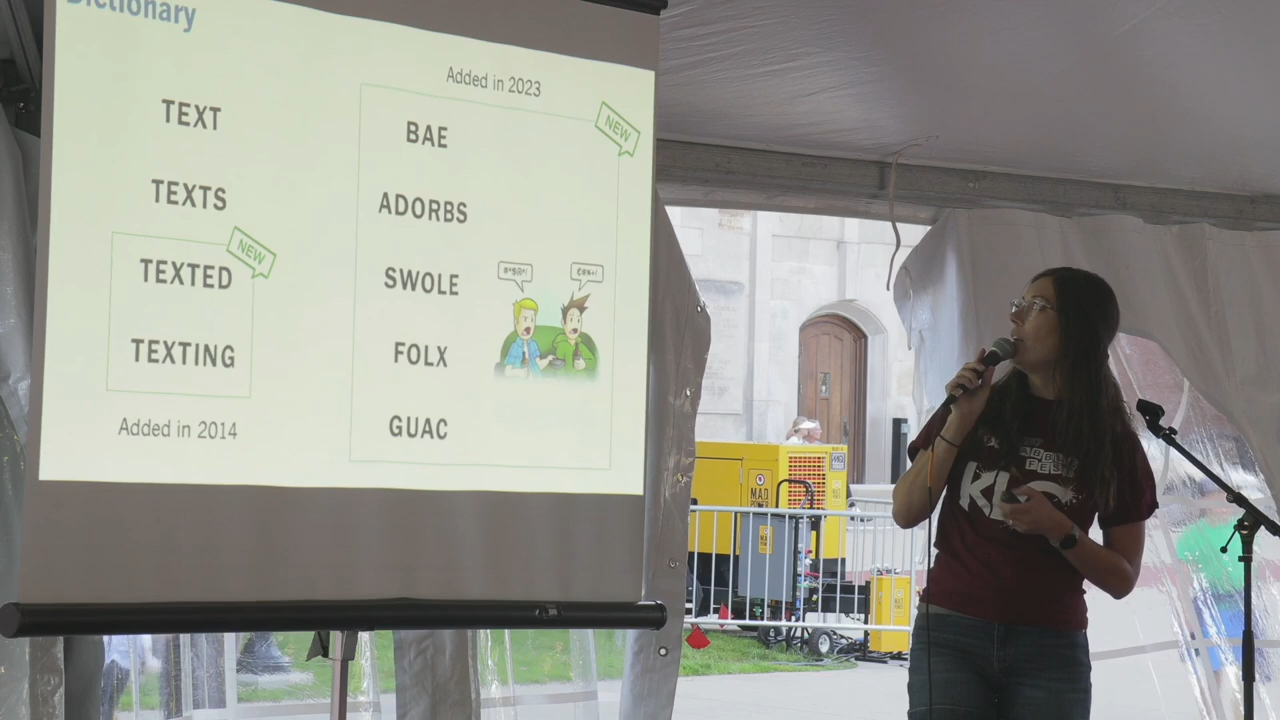 Dictionary
TEXT
TEXTS
NEW
TEXTED
TEXTING
Added in 2014
Added in 2023
NEW
BAE
ADORBS
SWOLE
FOLX
GUAC
MAD
FEST